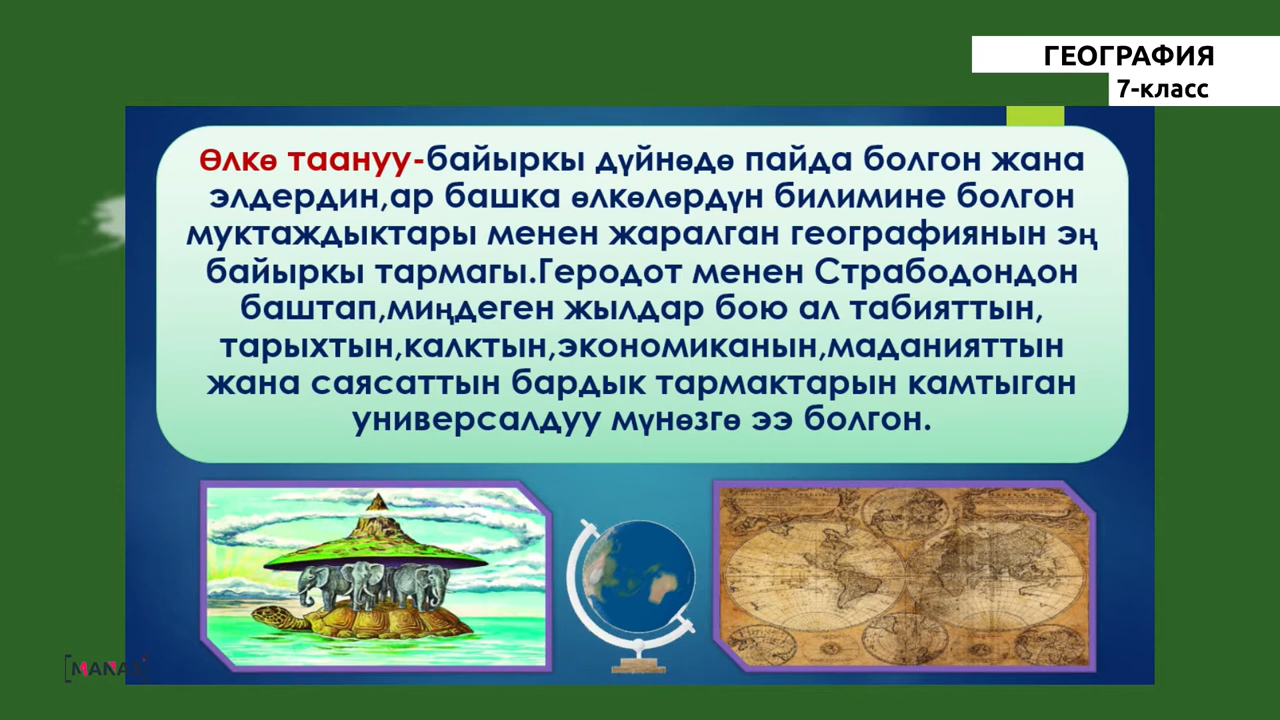 ГЕОГРАФИЯ
7-класс
Өлкө таануу-байыркы дүйнөдө пайда болгон жана
элдердин,ар башка өлкөлөрдүн билимине болгон
муктаждыктары менен жаралган географиянын эң
байыркы тармагы.Геродот менен Страбодондон
баштап,миңдеген жылдар бою ал табияттын,
тарыхтын,калктын,экономиканын,маданияттын
жана саясаттын бардык тармактарын камтыган
универсалдуу мүнөзгө ээ болгон.
MANAS